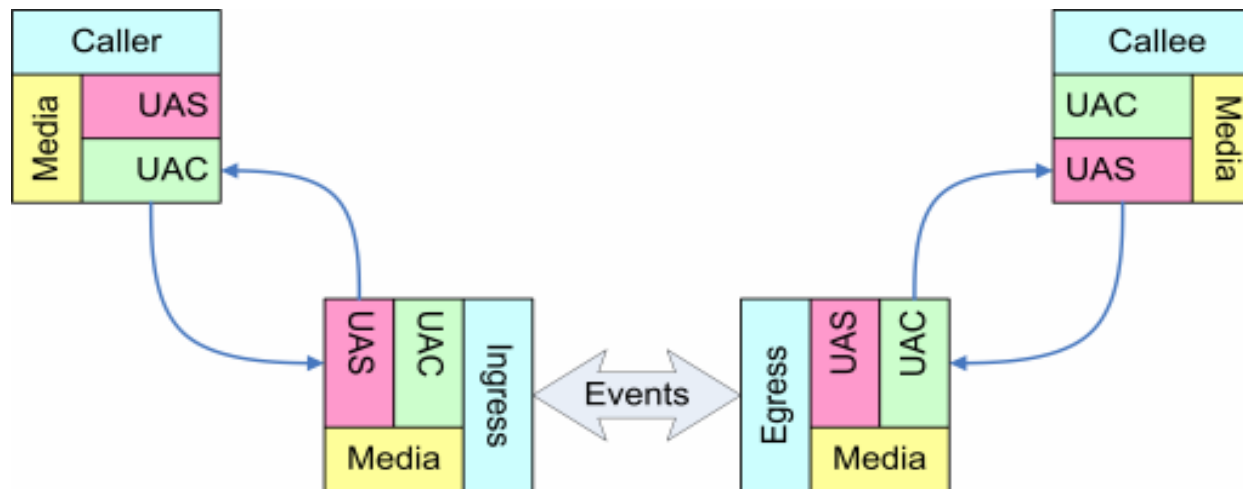 Caller
Media
UAS
UAC
Callee
UAC
UAS
Media
UAS
UAC
Ingress
Media
Events
Egress
UAS
UAC
Media